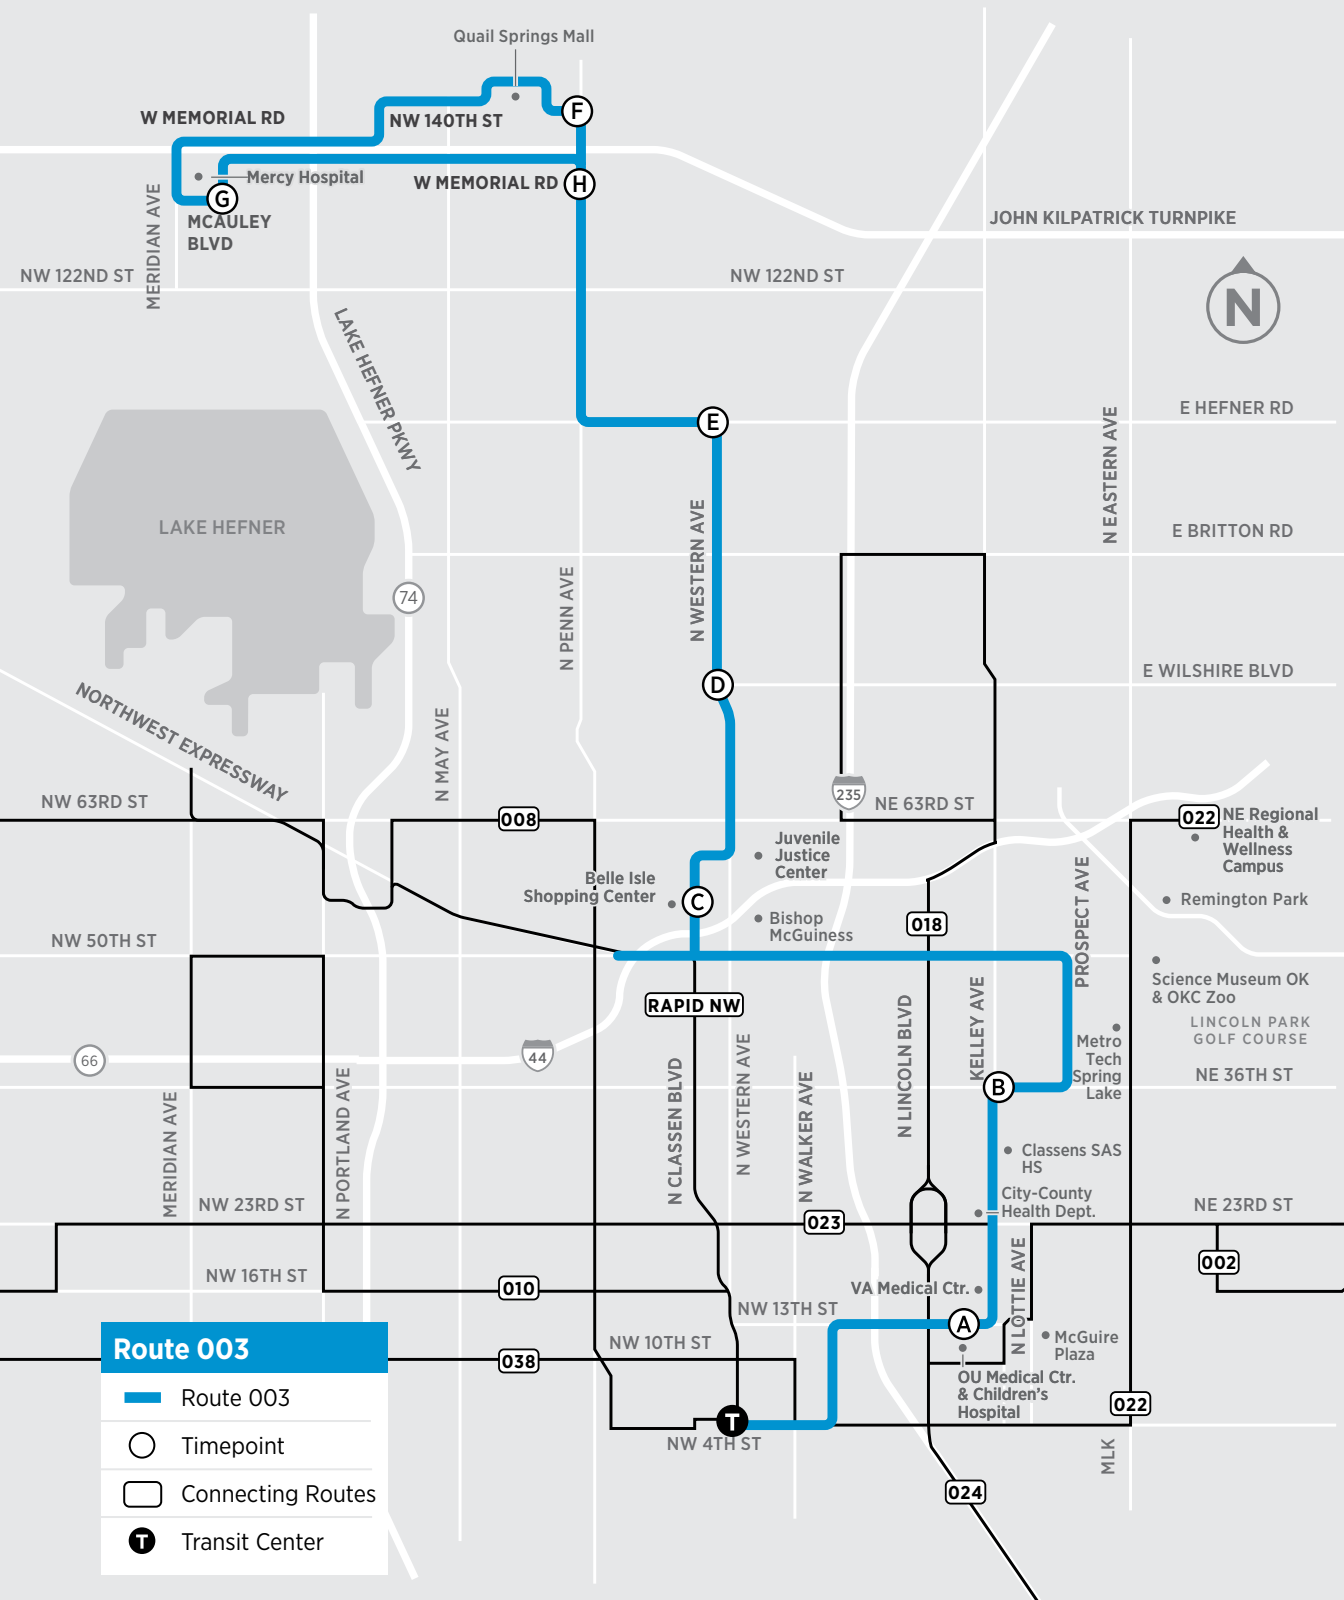 Quail Springs Mall
F
W MEMORIAL RD
NW 140TH ST
Mercy Hospital
W MEMORIAL RD
H
G
MCAULEY
BLVD
MERIDIAN AVE
JOHN KILPATRICK TURNPIKE
NW 122ND ST
NW 122ND ST
N
LAKE HEFNER PKWY
E HEFNER RD
E
N EASTERN AVE
LAKE HEFNER
E BRITTON RD
N WESTERN AVE
74
N PENN AVE
E WILSHIRE BLVD
D
NORTHWEST EXPRESSWAY
N MAY AVE
235
NW 63RD ST
NE 63RD ST
008
022
NE Regional
Health &
Wellness
Campus
Juvenile
Justice
Center
Belle Isle
Shopping Center
C
PROSPECT AVE
Remington Park
018
Bishop
McGuiness
NW 50TH ST
Science Museum OK
& OKC Zoo
RAPID NW
KELLEY AVE
N LINCOLN BLVD
LINCOLN PARK
GOLF COURSE
66
44
Metro
Tech
Spring
Lake
NE 36TH ST
B
N CLASSEN BLVD
N WESTERN AVE
N WALKER AVE
MERIDIAN AVE
N PORTLAND AVE
Classens SAS
HS
City-County
Health Dept.
NW 23RD ST
NE 23RD ST
023
002
N LOTTIE AVE
NW 16TH ST
010
VA Medical Ctr.
NW 13TH ST
A
McGuire
Plaza
NW 10TH ST
038
OU Medical Ctr.
& Children's
Hospital
022
T
NW 4TH ST
MLK
024
Route 003
Route 003
Timepoint
Connecting Routes
T
Transit Center